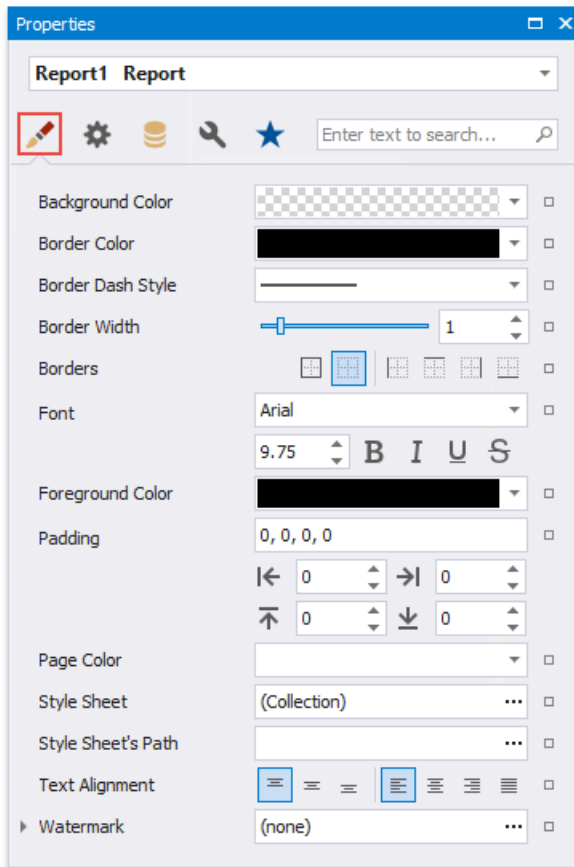 Properties
Report1 Report
Enter text to search...
Background Color
Border Color
Border Dash Style
Border Width 1
Borders
Font Arial
9.75 B I U S
Foreground Color
Padding 0, 0, 0, 0
0 0
0 0
Page Color
Style Sheet (Collection) ...
Style Sheet's Path ...
Text Alignment
Watermark (none) ...